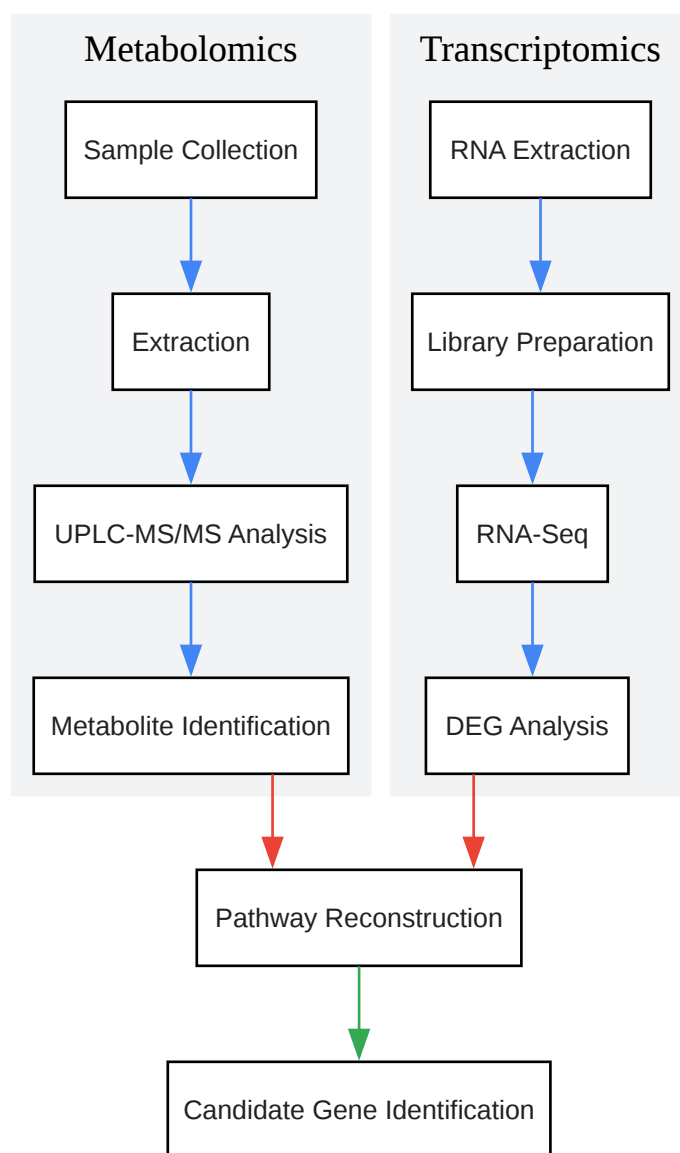 Metabolomics
Sample Collection
Extraction
UPLC-MS/MS Analysis
Metabolite Identification
Transcriptomics
RNA Extraction
Library Preparation
RNA-Seq
DEG Analysis
Pathway Reconstruction
Candidate Gene Identification